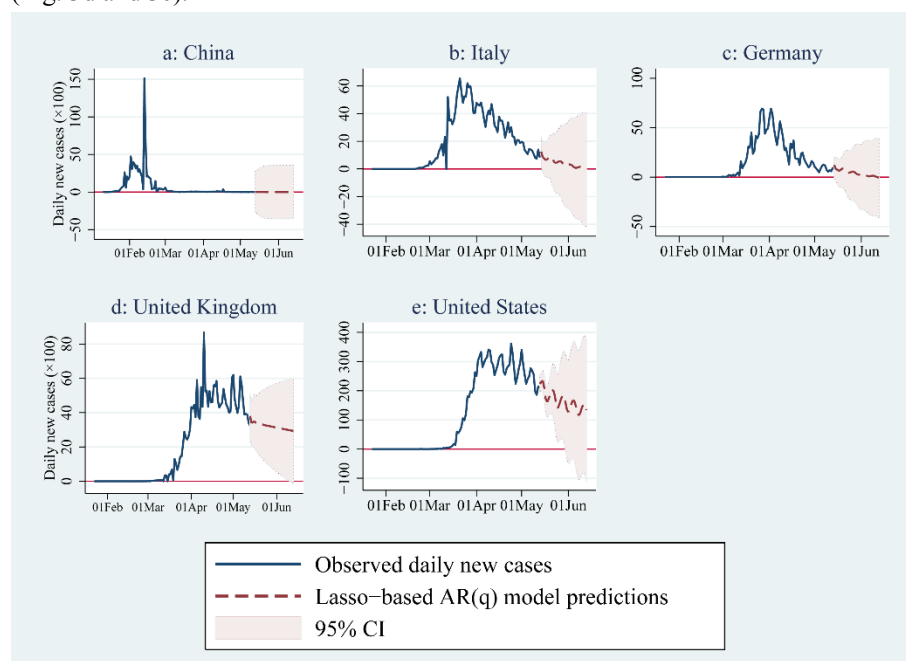 a: China
b: Italy
c: Germany
Daily new cases (×100)
−50 0 50 100 150
−40 −20 0 20 40 60
−50 0 50 100
01Feb 01Mar 01Apr 01May 01Jun
01Feb 01Mar 01Apr 01May 01Jun
01Feb 01Mar 01Apr 01May 01Jun
d: United Kingdom
e: United States
Daily new cases (×100)
0 20 40 60 80
−100 0 100 200 300 400
01Feb 01Mar 01Apr 01May 01Jun
01Feb 01Mar 01Apr 01May 01Jun
Observed daily new cases
Lasso−based AR(q) model predictions
95% CI